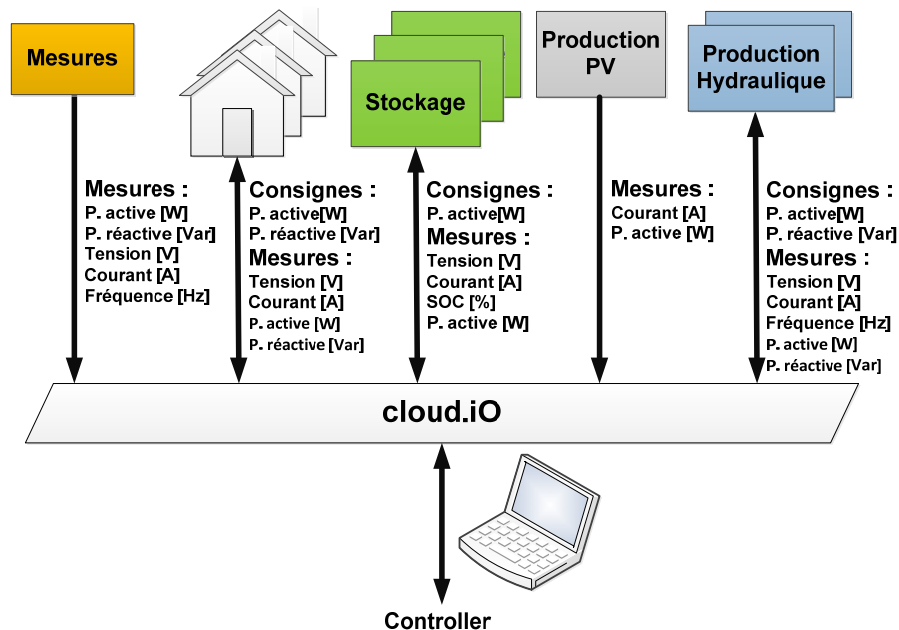 Mesures
Stockage
Production
PV
Production
Hydraulique
Mesures :
P. active [W]
P. réactive [Var]
Tension [V]
Courant [A]
Fréquence [Hz]
Consignes :
P. active[W]
P. réactive [Var]
Mesures :
Tension [V]
Courant [A]
P. active [W]
P. réactive [Var]
Consignes :
P. active[W]
Mesures :
Tension [V]
Courant [A]
SOC [%]
P. active [W]
Mesures :
Courant [A]
P. active [W]
Consignes :
P. active[W]
P. réactive [Var]
Mesures :
Tension [V]
Courant [A]
Fréquence [Hz]
P. active [W]
P. réactive [Var]
cloud.iO
Controller